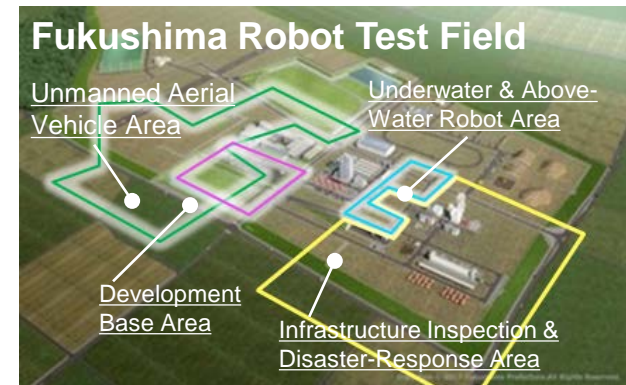 Fukushima Robot Test Field
Unmanned Aerial
Vehicle Area
Underwater & Above-
Water Robot Area
Development
Base Area
Infrastructure Inspection &
Disaster-Response Area